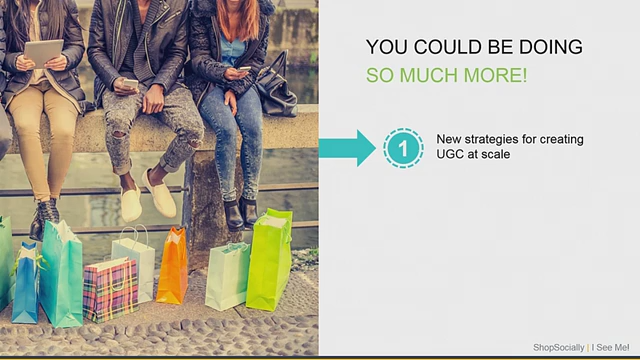 YOU COULD BE DOING
SO MUCH MORE!
1
New strategies for creating
UGC at scale
ShopSocially | I See Me!